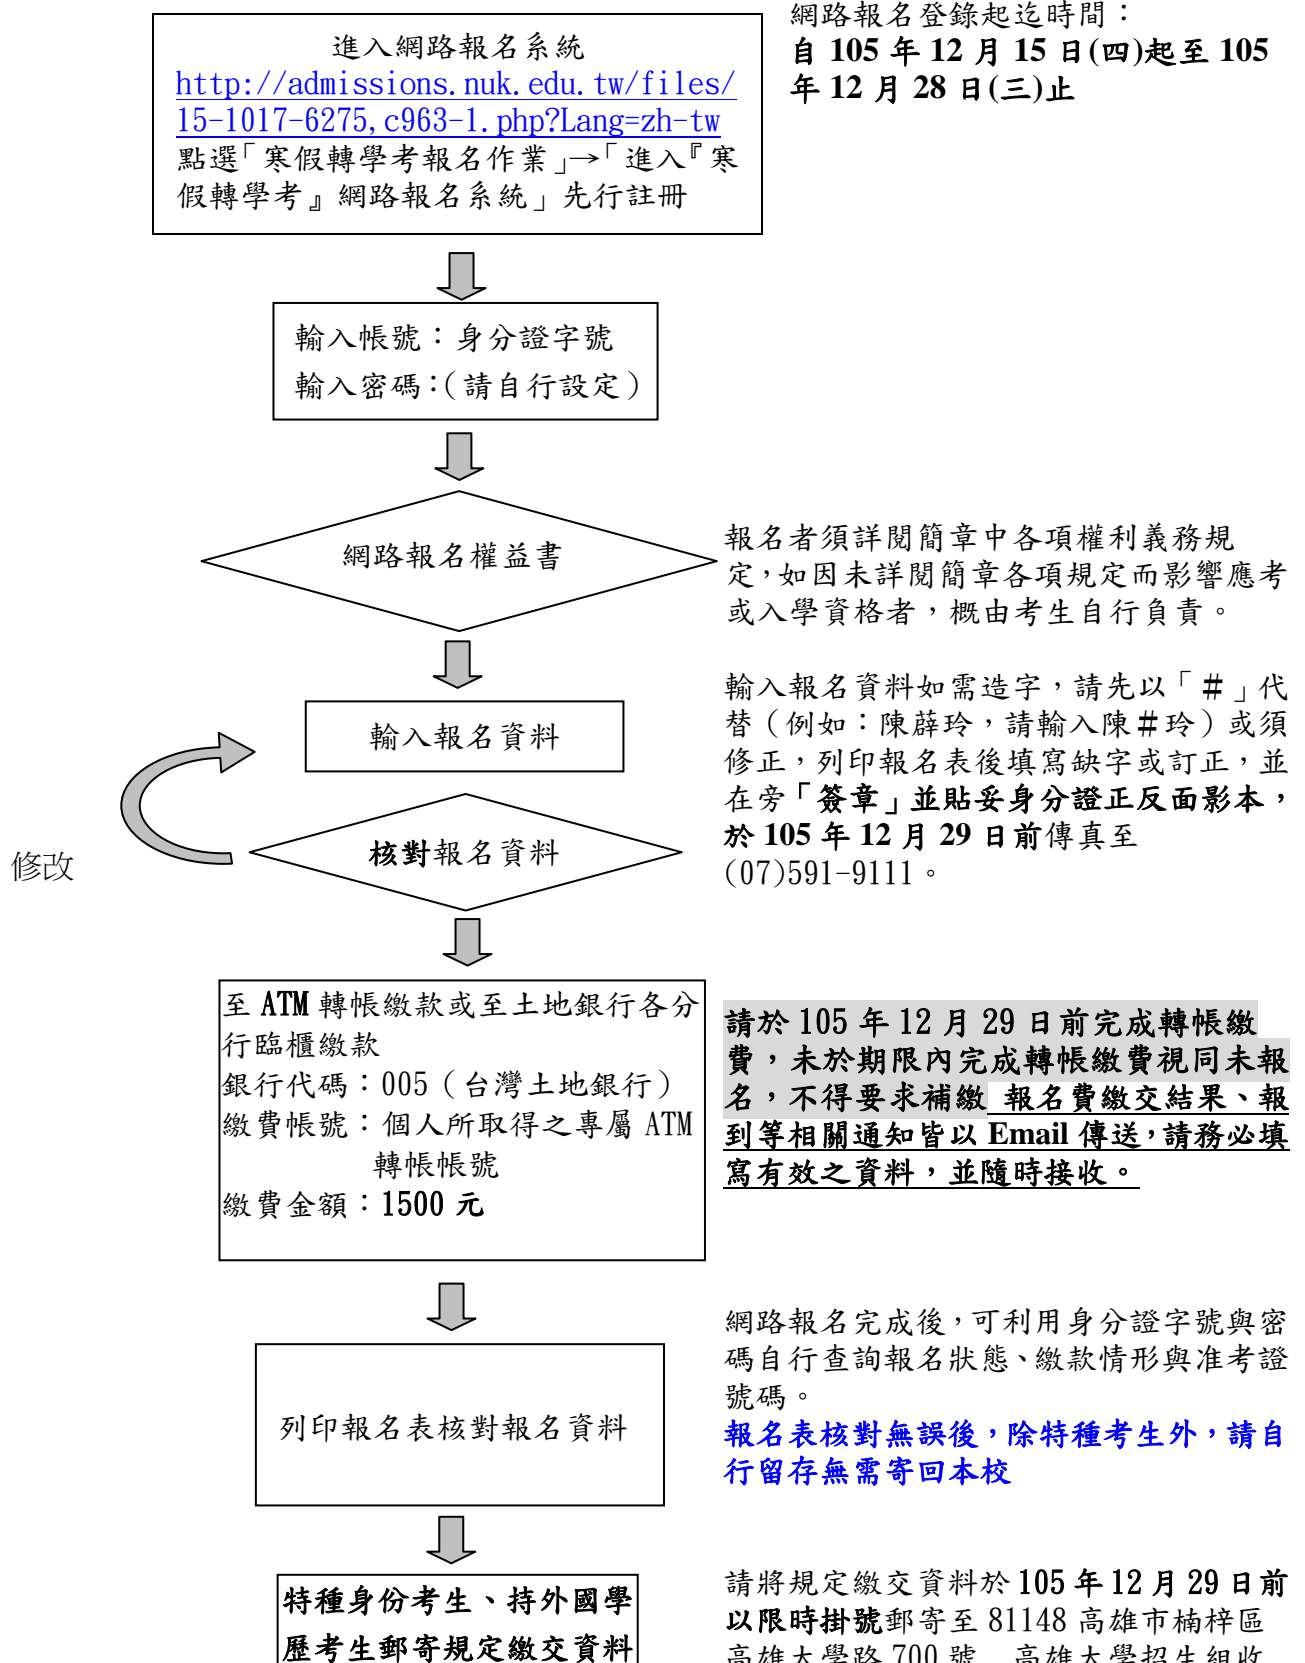 網路報名登錄起迄時間：
自 105 年 12 月 15 日(四)起至 105
年 12 月 28 日(三)止
進入網路報名系統
http://admissions.nuk.edu.tw/files/
15-1017-6275,c963-1.php?Lang=zh-tw
點選「寒假轉學考報名作業」→「進入『寒
假轉學考』網路報名系統」先行註冊
輸入帳號：身分證字號
輸入密碼：（請自行設定）
網路報名權益書
報名者須詳閱簡章中各項權利義務規
定，如因未詳閱簡章各項規定而影響應考
或入學資格者，概由考生自行負責。
輸入報名資料
輸入報名資料如需造字，請先以「＃」代
替（例如：陳薜玲，請輸入陳＃玲）或須
修正，列印報名表後填寫缺字或訂正，並
在旁「簽章」並貼妥身分證正反面影本，
於 105 年 12 月 29 日前傳真至
(07)591-9111。
修改
核對報名資料
至 ATM 轉帳繳款或至土地銀行各分
行臨櫃繳款
銀行代碼：005（台灣土地銀行）
繳費帳號：個人所取得之專屬 ATM
轉帳帳號
繳費金額：1500 元
請於 105 年 12 月 29 日前完成轉帳繳
費，未於期限內完成轉帳繳費視同未報
名，不得要求補繳 報名費繳交結果、報
到等相關通知皆以 Email 傳送，請務必填
寫有效之資料，並隨時接收。
列印報名表核對報名資料
網路報名完成後，可利用身分證字號與密
碼自行查詢報名狀態、繳款情形與准考證
號碼。
報名表核對無誤後，除特種考生外，請自
行留存無需寄回本校
特種身份考生、持外國學
歷考生郵寄規定繳交資料
請將規定繳交資料於 105 年 12 月 29 日前
以限時掛號郵寄至 81148 高雄市楠梓區
高雄大學路 700 號　高雄大學招生組收